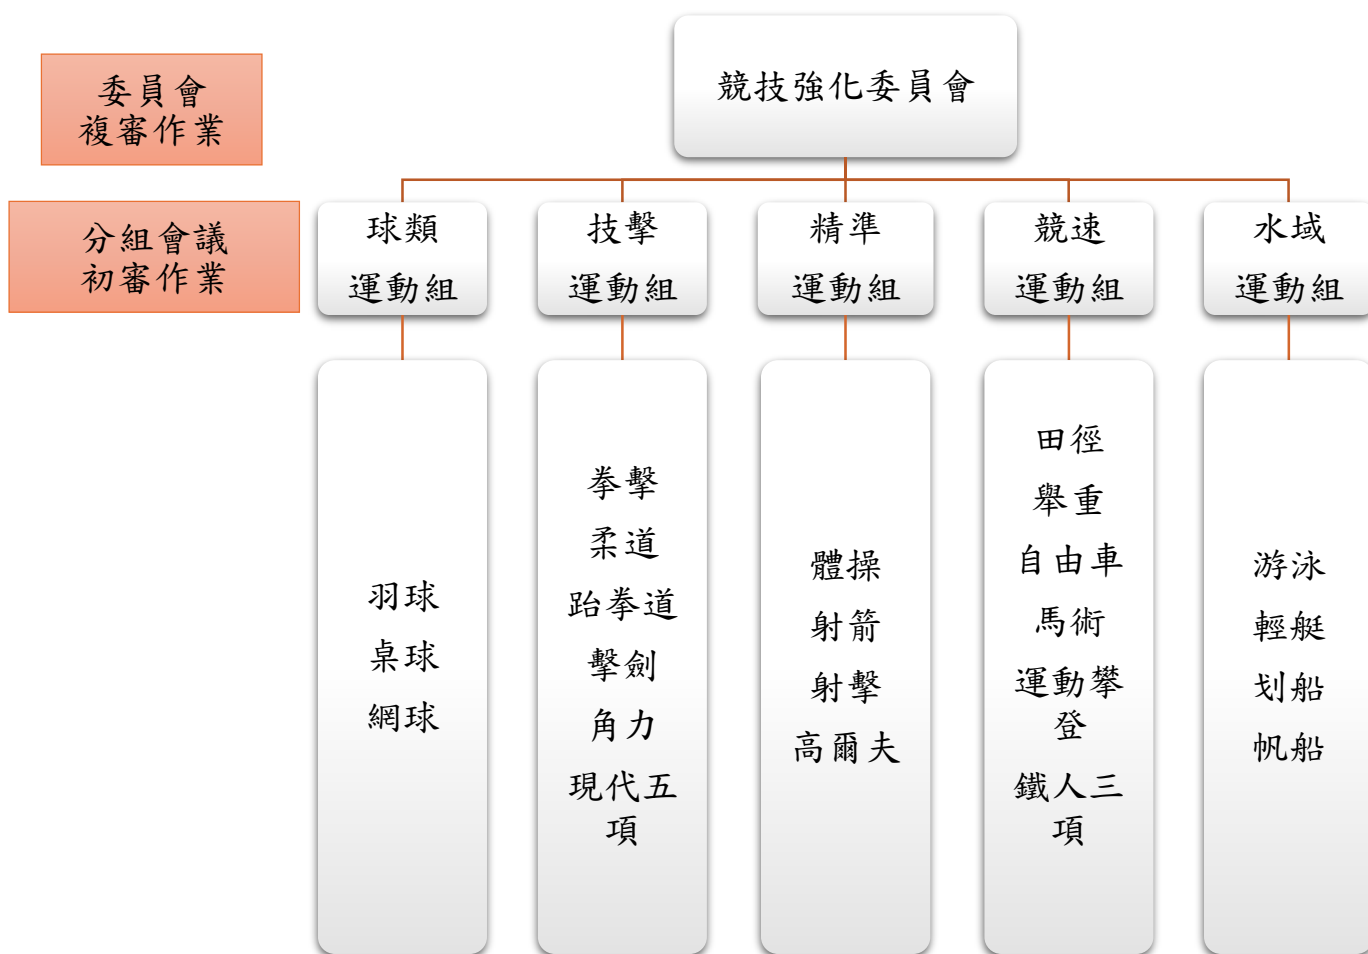 委員會
複審作業
競技強化委員會
分組會議
初審作業
球類
運動組
技擊
運動組
精準
運動組
競速
運動組
水域
運動組
羽球
桌球
網球
拳擊
柔道
跆拳道
擊劍
角力
現代五
項
體操
射箭
射擊
高爾夫
田徑
舉重
自由車
馬術
運動攀
登
鐵人三
項
游泳
輕艇
划船
帆船